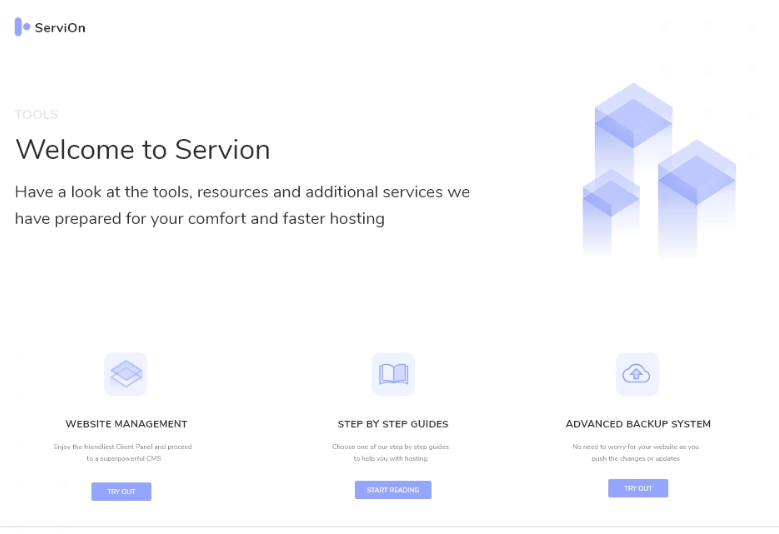 ServiOn
TOOLS
Welcome to Servion
Have a look at the tools, resources and additional services we
have prepared for your comfort and faster hosting
WEBSITE MANAGEMENT
Enjoy the friendliest Client Panel and proceed
to a superpowerful CMS
TRY OUT
STEP BY STEP GUIDES
Choose one of our step by step guides
to help you with hosting
START READING
ADVANCED BACKUP SYSTEM
No need to worry for your website as you
push the changes or updates
TRY OUT